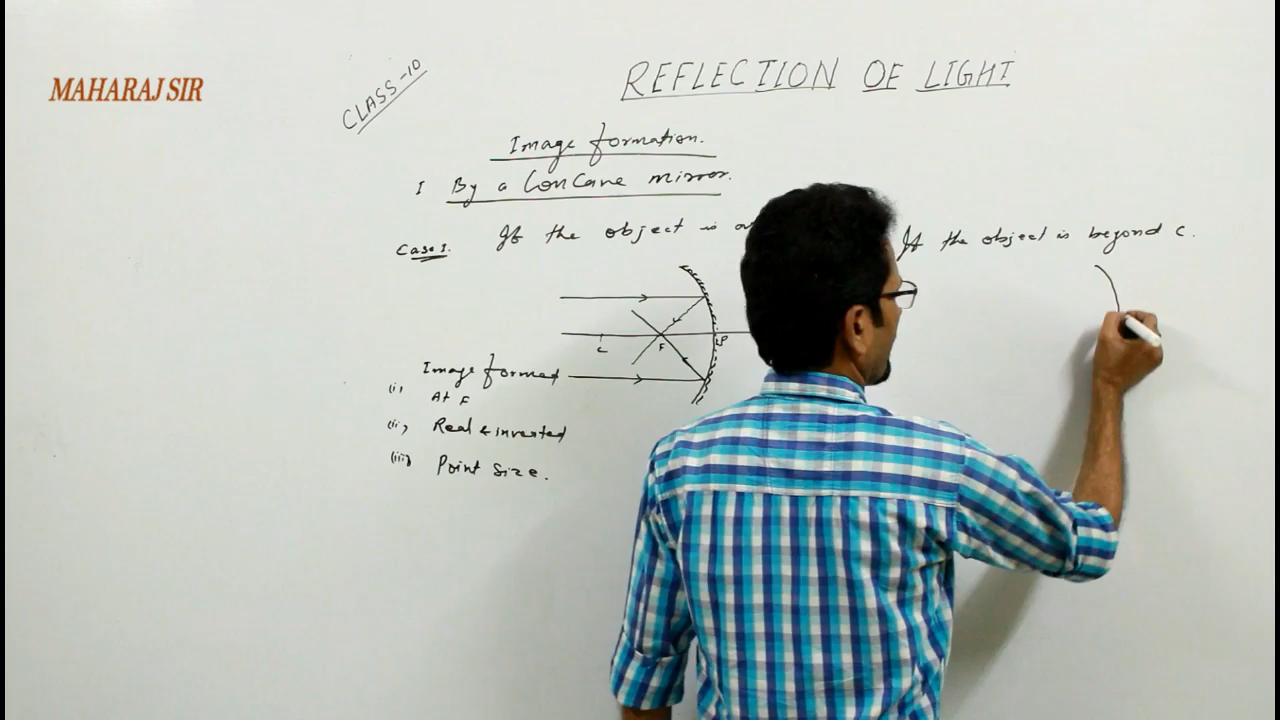 MAHARAJ SIR
CLASS-10
REFLECTION OF LIGHT
Image formation.
I By a Concave mirror.
Case I. If the object is
If the object is beyond C.
C F P
Image formed
(i) At F
(ii) Real & inverted
(iii) Point Size.